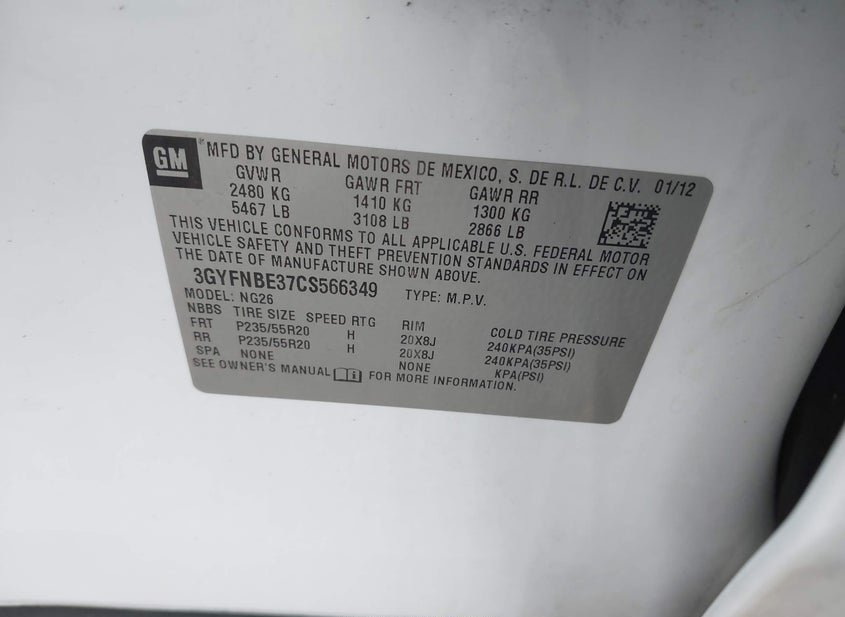 GM MFD BY GENERAL MOTORS DE MEXICO, S. DE R.L. DE C.V. 01/12
GVWR GAWR FRT GAWR RR
2480 KG 1410 KG 1300 KG
5467 LB 3108 LB 2866 LB
THIS VEHICLE CONFORMS TO ALL APPLICABLE U.S. FEDERAL MOTOR
VEHICLE SAFETY AND THEFT PREVENTION STANDARDS IN EFFECT ON
THE DATE OF MANUFACTURE SHOWN ABOVE.
3GYFNBE37CS566349 TYPE: M.P.V.
MODEL: NG26
NBBS TIRE SIZE SPEED RTG RIM COLD TIRE PRESSURE
FRT P235/55R20 H 20X8J 240KPA(35PSI)
RR P235/55R20 H 20X8J 240KPA(35PSI)
SPA NONE NONE KPA(PSI)
SEE OWNER'S MANUAL FOR MORE INFORMATION.